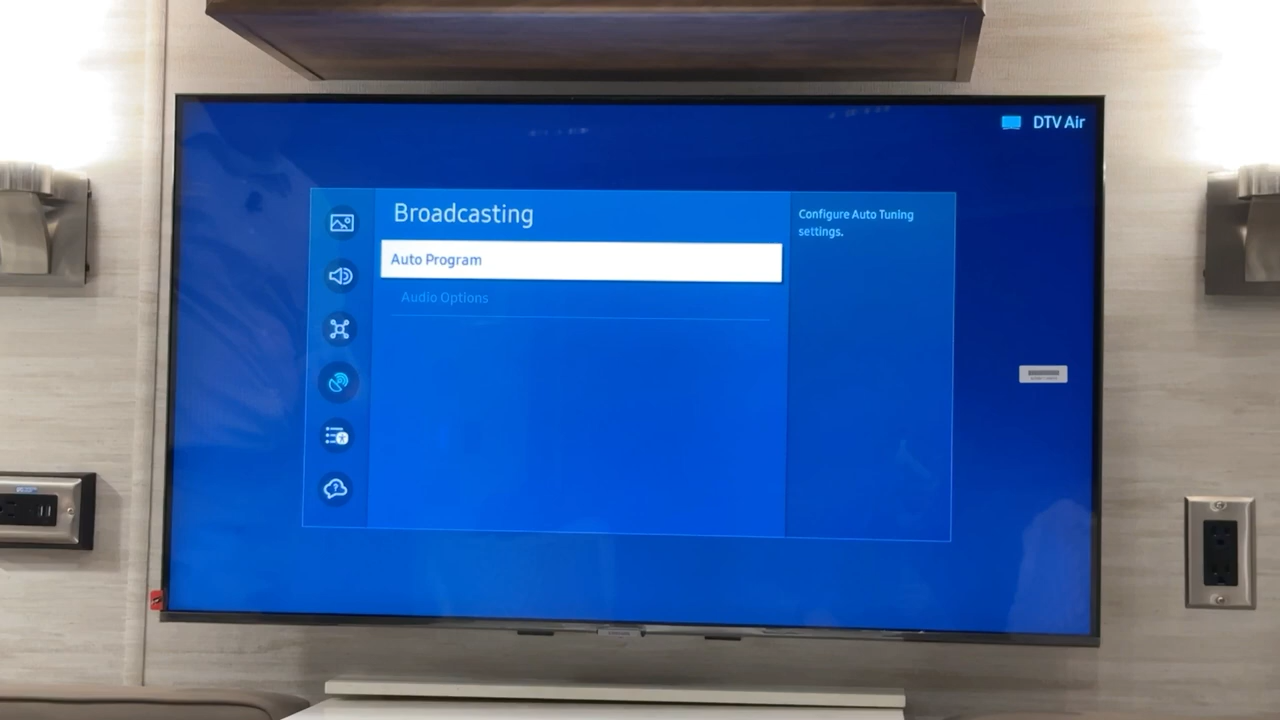 DTV Air
Broadcasting
Auto Program
Audio Options
Configure Auto Tuning
settings.